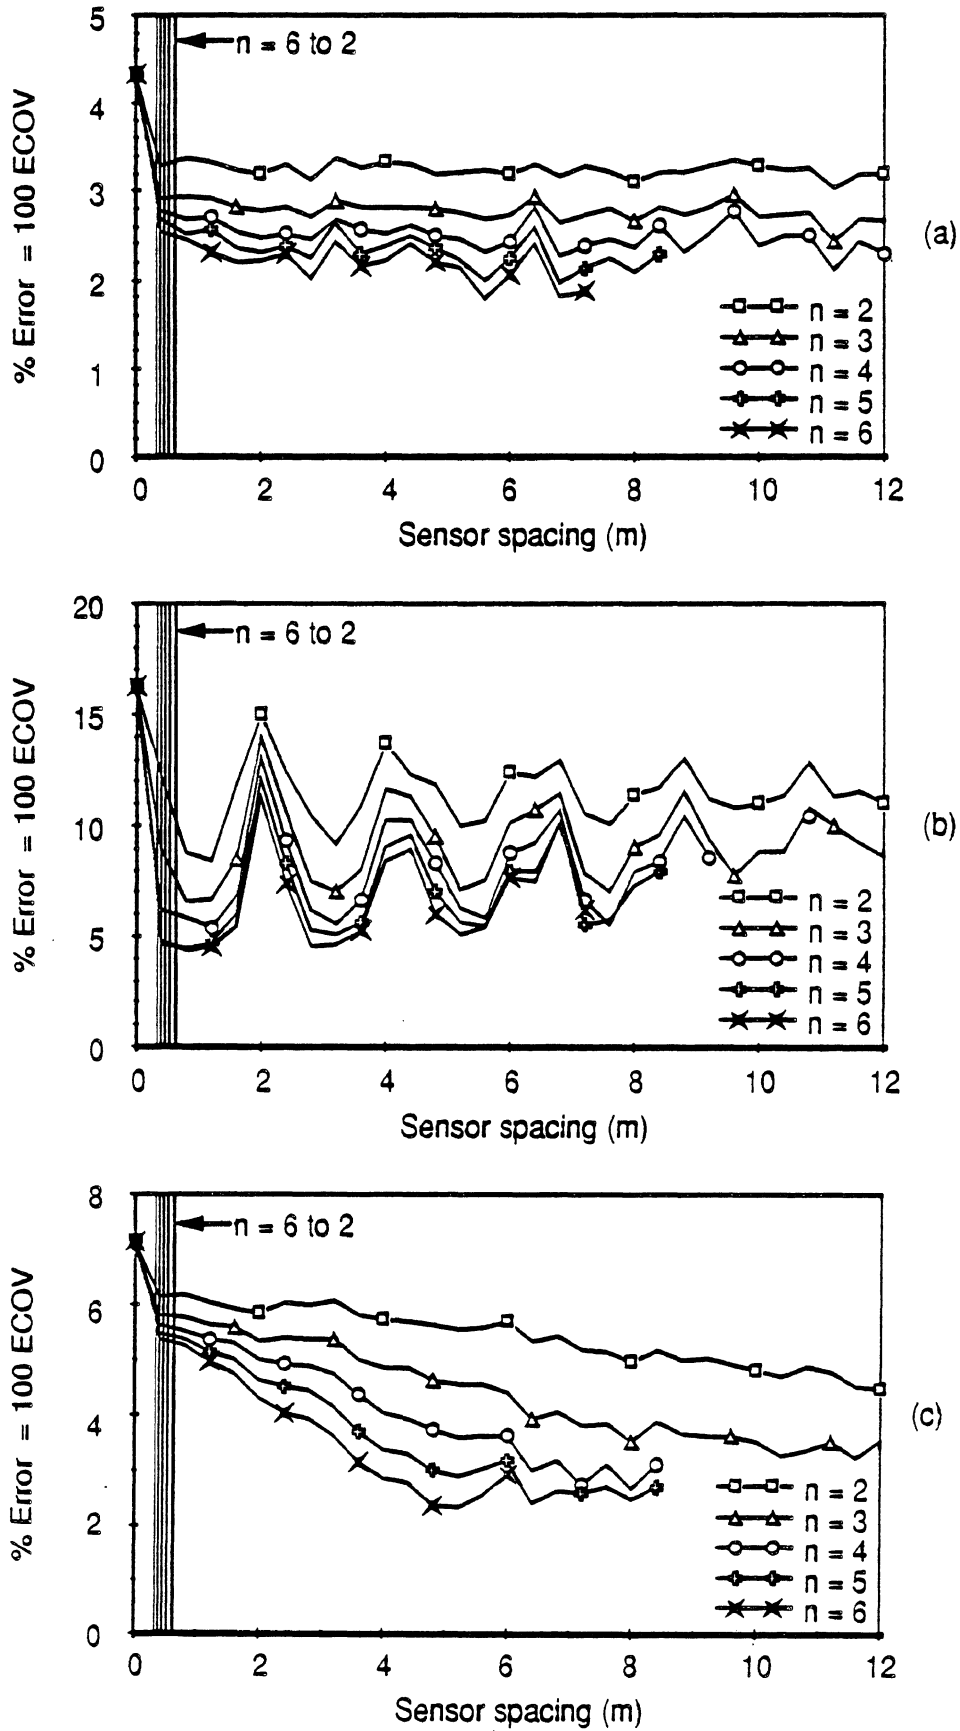 5
4
3
2
1
0
% Error = 100 ECOV
n = 6 to 2
n = 2
n = 3
n = 4
n = 5
n = 6
0 2 4 6 8 10 12
Sensor spacing (m)
(a)
20
15
10
5
0
% Error = 100 ECOV
n = 6 to 2
n = 2
n = 3
n = 4
n = 5
n = 6
0 2 4 6 8 10 12
Sensor spacing (m)
(b)
8
6
4
2
0
% Error = 100 ECOV
n = 6 to 2
n = 2
n = 3
n = 4
n = 5
n = 6
0 2 4 6 8 10 12
Sensor spacing (m)
(c)